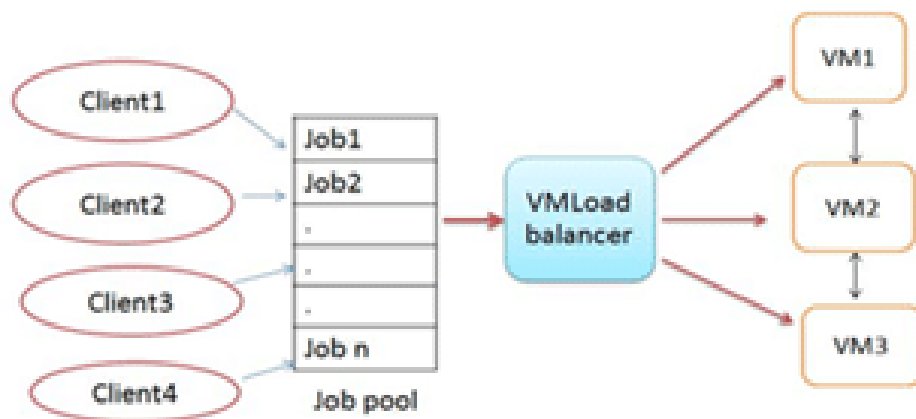 Client1
Client2
Client3
Client4
Job1
Job2
.
.
.
Job n
Job pool
VMLoad
balancer
VM1
VM2
VM3